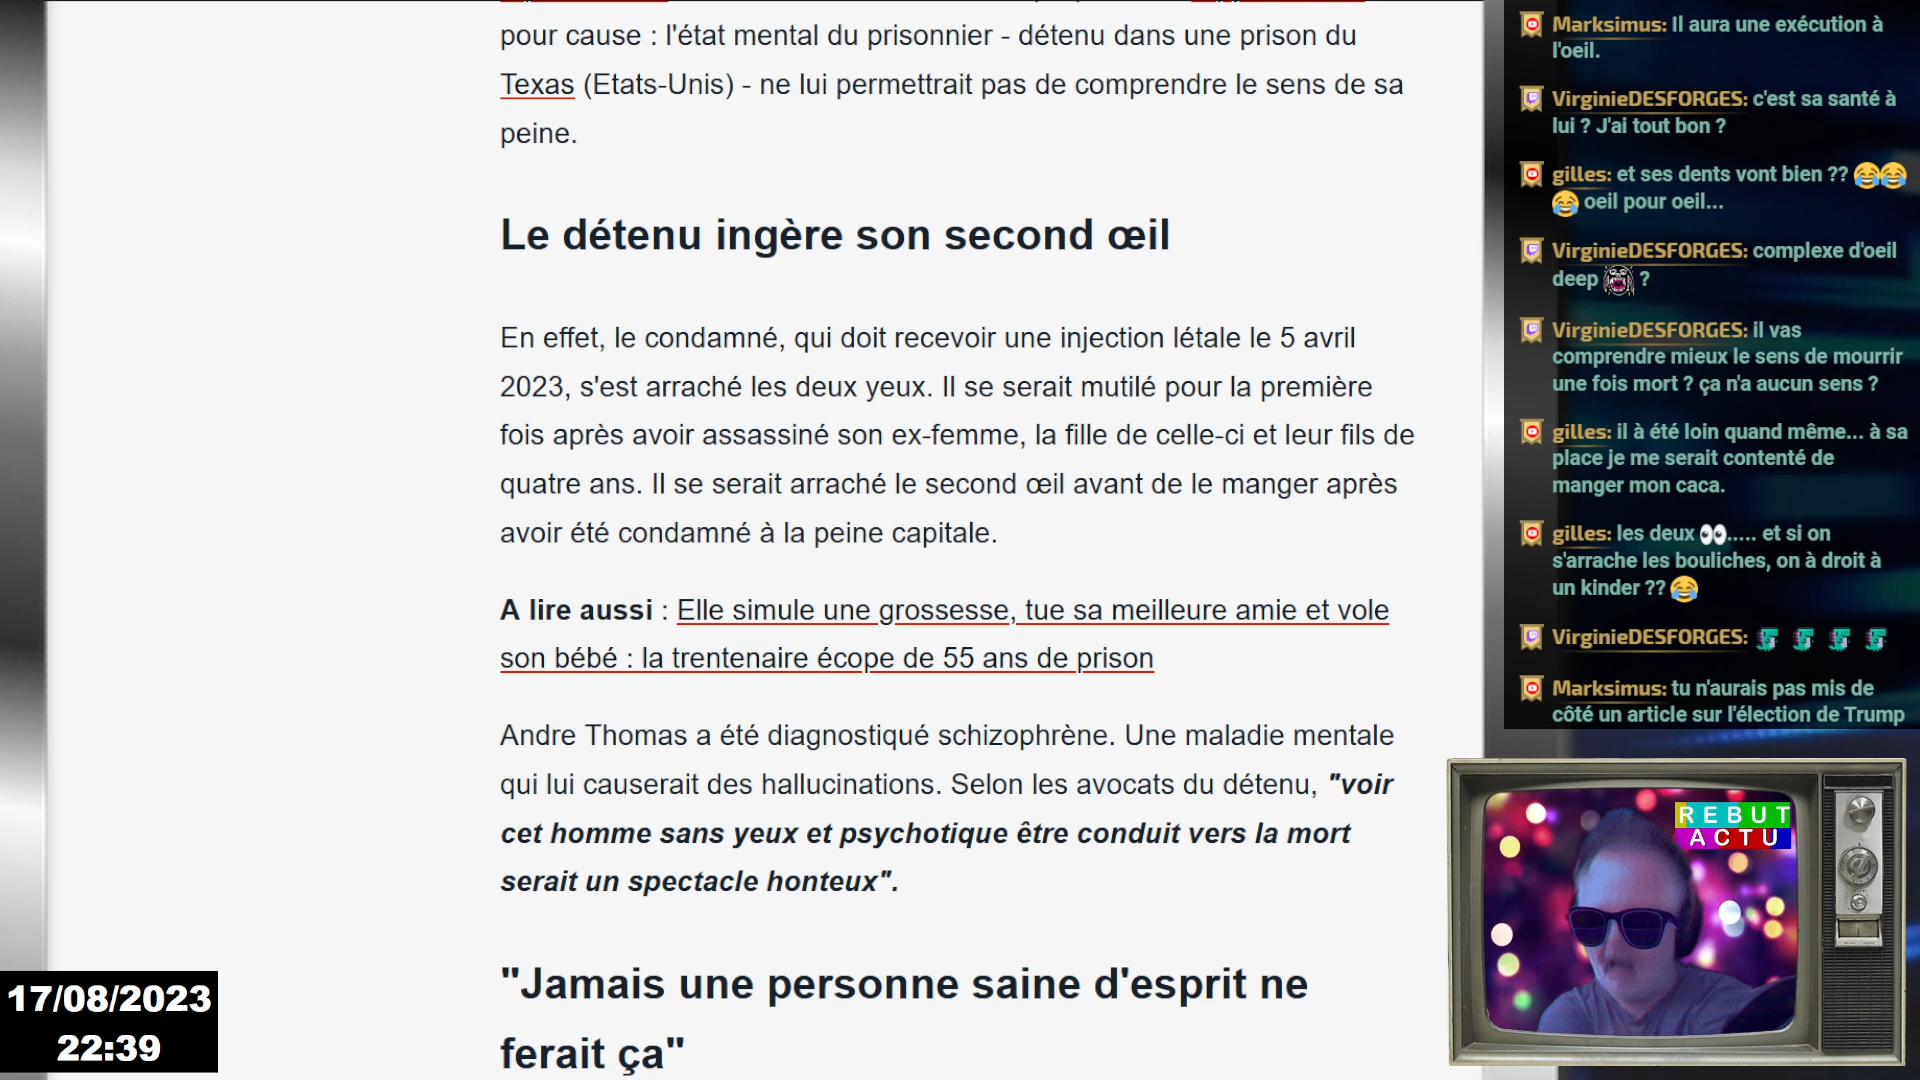 pour cause : l'état mental du prisonnier - détenu dans une prison du
Texas (Etats-Unis) - ne lui permettrait pas de comprendre le sens de sa
peine.
Le détenu ingère son second œil
En effet, le condamné, qui doit recevoir une injection létale le 5 avril
2023, s'est arraché les deux yeux. Il se serait mutilé pour la première
fois après avoir assassiné son ex-femme, la fille de celle-ci et leur fils de
quatre ans. Il se serait arraché le second œil avant de le manger après
avoir été condamné à la peine capitale.
A lire aussi : Elle simule une grossesse, tue sa meilleure amie et vole
son bébé : la trentenaire écope de 55 ans de prison
Andre Thomas a été diagnostiqué schizophrène. Une maladie mentale
qui lui causerait des hallucinations. Selon les avocats du détenu, "voir
cet homme sans yeux et psychotique être conduit vers la mort
serait un spectacle honteux".
"Jamais une personne saine d'esprit ne
ferait ça"
17/08/2023
22:39
Marksimus: Il aura une exécution à
l'oeil.
VirginieDESFORGES: c'est sa santé à
lui ? J'ai tout bon ?
gilles: et ses dents vont bien ?? 😂😂
😂 oeil pour oeil...
VirginieDESFORGES: complexe d'oeil
deep ?
VirginieDESFORGES: il vas
comprendre mieux le sens de mourrir
une fois mort ? ça n'a aucun sens ?
gilles: il à été loin quand même... à sa
place je me serait contenté de
manger mon caca.
gilles: les deux 👀..... et si on
s'arrache les bouliches, on à droit à
un kinder ?? 😂
VirginieDESFORGES:
Marksimus: tu n'aurais pas mis de
côté un article sur l'élection de Trump
REBUT
ACTU